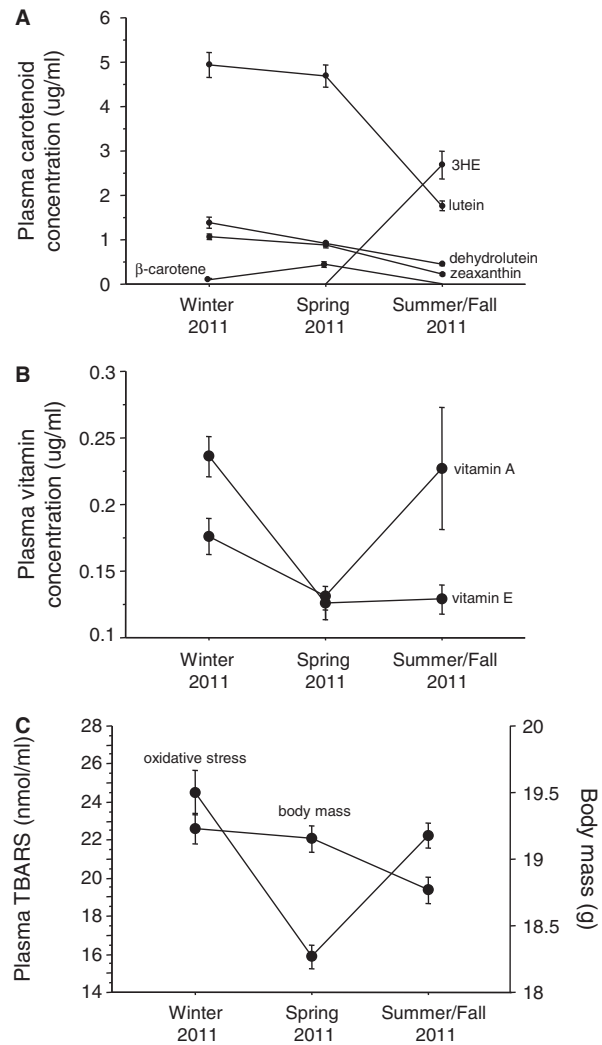 A
Plasma carotenoid
concentration (ug/ml)
6
5
4
3
2
1
0
3HE
lutein
dehydrolutein
zeaxanthin
β-carotene
Winter
2011
Spring
2011
Summer/Fall
2011
B
Plasma vitamin
concentration (ug/ml)
0.3
0.25
0.2
0.15
0.1
vitamin A
vitamin E
Winter
2011
Spring
2011
Summer/Fall
2011
C
Plasma TBARS (nmol/ml)
28
26
24
22
20
18
16
14
oxidative stress
body mass
20
19.5
19
18.5
18
Body mass (g)
Winter
2011
Spring
2011
Summer/Fall
2011